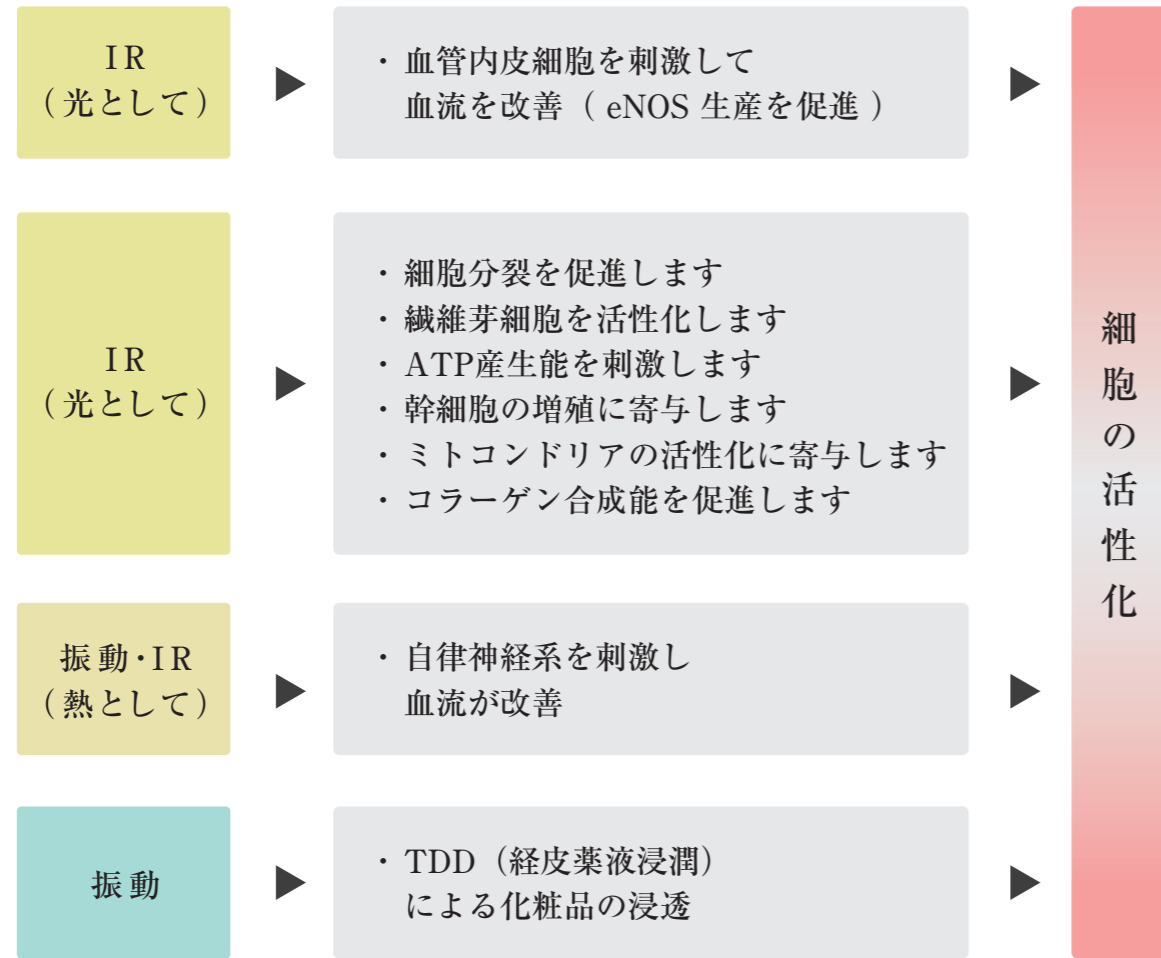 IR
(光として)
・血管内皮細胞を刺激して
血流を改善（ eNOS 生産を促進 ）
IR
(光として)
・細胞分裂を促進します
・繊維芽細胞を活性化します
・ATP産生能を刺激します
・幹細胞の増殖に寄与します
・ミトコンドリアの活性化に寄与します
・コラーゲン合成能を促進します
振動・IR
(熱として)
・自律神経系を刺激し
血流が改善
振動
・TDD（経皮薬液浸潤）
による化粧品の浸透
細胞の活性化